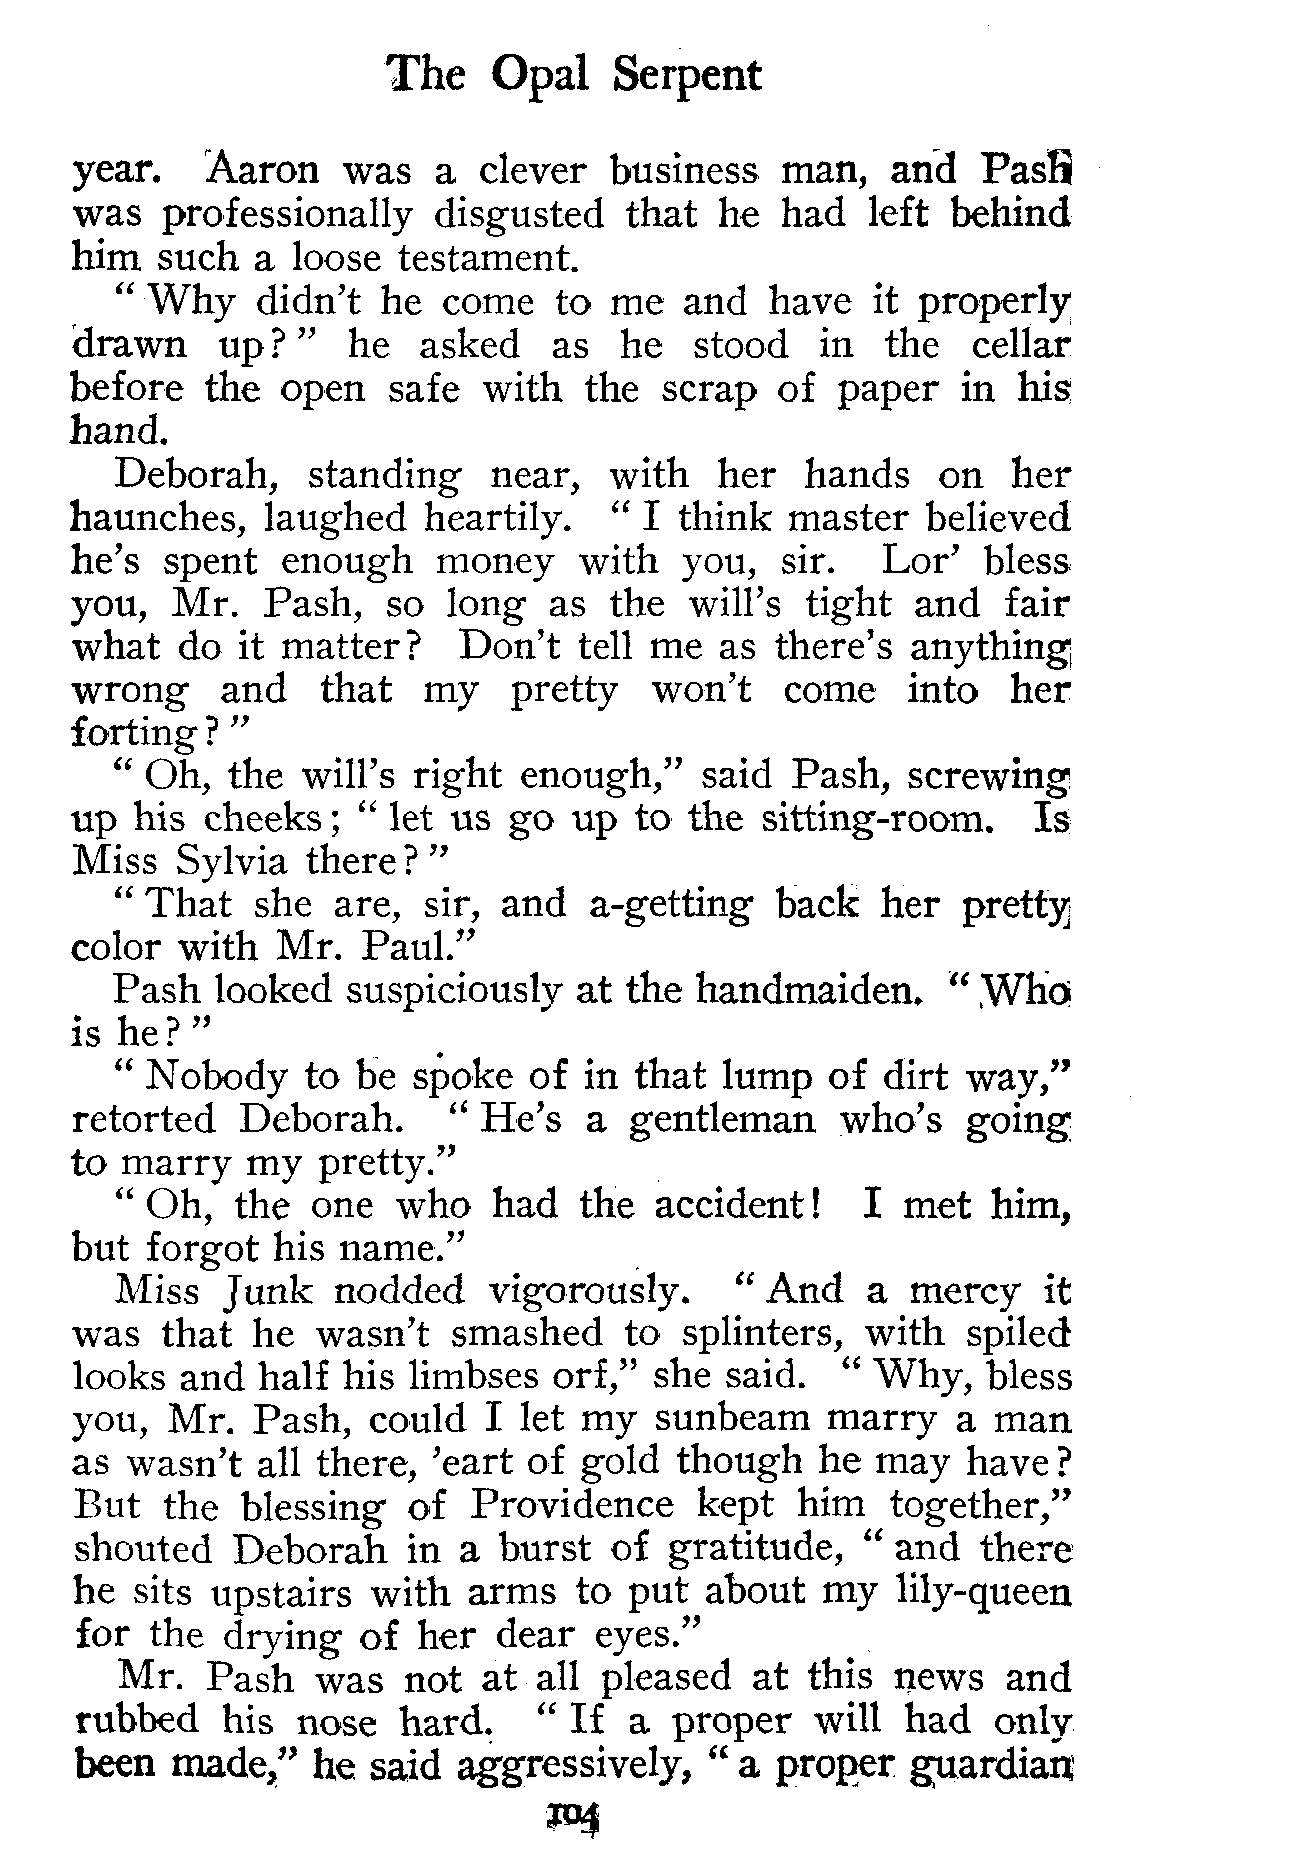 The Opal Serpent
year. Aaron was a clever business man, and Pash
was professionally disgusted that he had left behind
him such a loose testament.
" Why didn't he come to me and have it properly
drawn up? " he asked as he stood in the cellar
before the open safe with the scrap of paper in his
hand.
Deborah, standing near, with her hands on her
haunches, laughed heartily. " I think master believed
he's spent enough money with you, sir. Lor' bless
you, Mr. Pash, so long as the will's tight and fair
what do it matter? Don't tell me as there's anything
wrong and that my pretty won't come into her
forting? "
" Oh, the will's right enough," said Pash, screwing
up his cheeks; " let us go up to the sitting-room. Is
Miss Sylvia there? "
" That she are, sir, and a-getting back her pretty
color with Mr. Paul."
Pash looked suspiciously at the handmaiden. " Who
is he? "
" Nobody to be spoke of in that lump of dirt way,"
retorted Deborah. " He's a gentleman who's going
to marry my pretty."
" Oh, the one who had the accident! I met him,
but forgot his name."
Miss Junk nodded vigorously. " And a mercy it
was that he wasn't smashed to splinters, with spiled
looks and half his limbses orf," she said. " Why, bless
you, Mr. Pash, could I let my sunbeam marry a man
as wasn't all there, 'eart of gold though he may have?
But the blessing of Providence kept him together,"
shouted Deborah in a burst of gratitude, " and there
he sits upstairs with arms to put about my lily-queen
for the drying of her dear eyes."
Mr. Pash was not at all pleased at this news and
rubbed his nose hard. " If a proper will had only
been made," he said aggressively, " a proper guardian
104